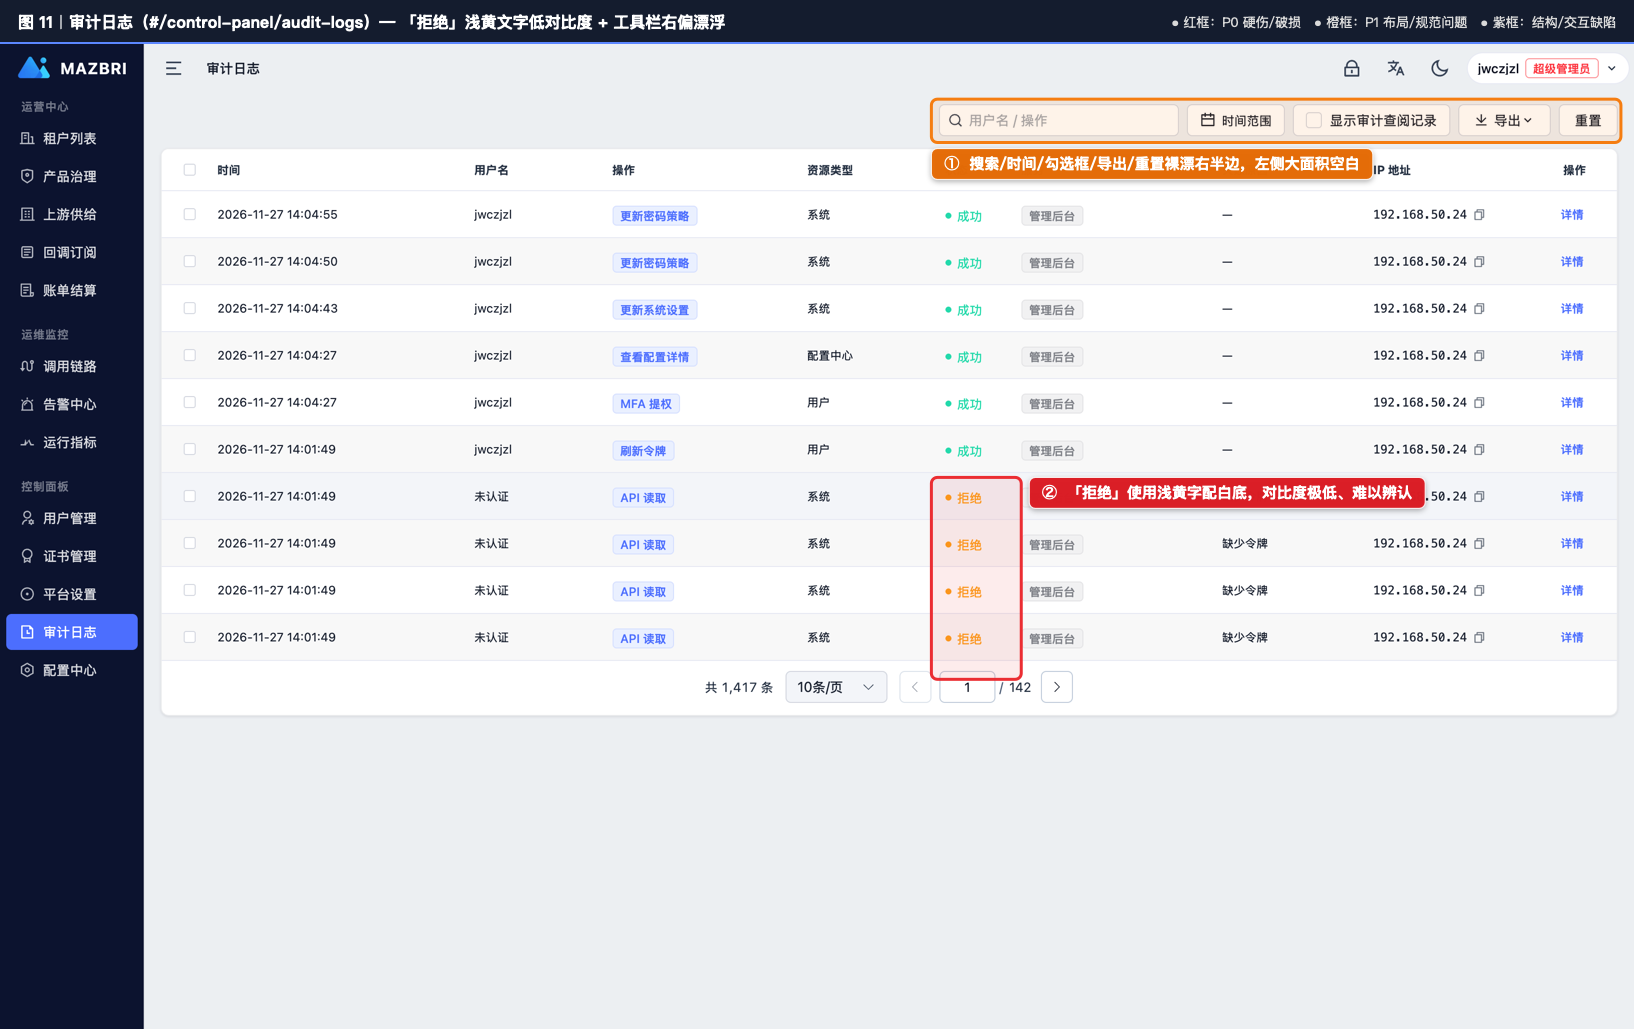 图 11 | 审计日志（#/control-panel/audit-logs）— 「拒绝」浅黄文字低对比度 + 工具栏右偏漂浮
● 红框：P0 硬伤/破损 ● 橙框：P1 布局/规范问题 ● 紫框：结构/交互缺陷
MAZBRI
运营中心
租户列表
产品治理
上游供给
回调订阅
账单结算
运维监控
调用链路
告警中心
运行指标
控制面板
用户管理
证书管理
平台设置
审计日志
配置中心
审计日志
jwczjzl 超级管理员
用户名 / 操作 时间范围 显示审计查阅记录 导出 重置
① 搜索/时间/勾选框/导出/重置裸漂右半边，左侧大面积空白
时间 用户名 操作 资源类型 IP 地址 操作
2026-11-27 14:04:55 jwczjzl 更新密码策略 系统 成功 管理后台 — 192.168.50.24 详情
2026-11-27 14:04:50 jwczjzl 更新密码策略 系统 成功 管理后台 — 192.168.50.24 详情
2026-11-27 14:04:43 jwczjzl 更新系统设置 系统 成功 管理后台 — 192.168.50.24 详情
2026-11-27 14:04:27 jwczjzl 查看配置详情 配置中心 成功 管理后台 — 192.168.50.24 详情
2026-11-27 14:04:27 jwczjzl MFA 提权 用户 成功 管理后台 — 192.168.50.24 详情
2026-11-27 14:01:49 jwczjzl 刷新令牌 用户 成功 管理后台 — 192.168.50.24 详情
2026-11-27 14:01:49 未认证 API 读取 系统 拒绝 ② 「拒绝」使用浅黄字配白底，对比度极低、难以辨认 .50.24 详情
2026-11-27 14:01:49 未认证 API 读取 系统 拒绝 管理后台 缺少令牌 192.168.50.24 详情
2026-11-27 14:01:49 未认证 API 读取 系统 拒绝 管理后台 缺少令牌 192.168.50.24 详情
2026-11-27 14:01:49 未认证 API 读取 系统 拒绝 管理后台 缺少令牌 192.168.50.24 详情
共 1,417 条 10条/页 1 / 142